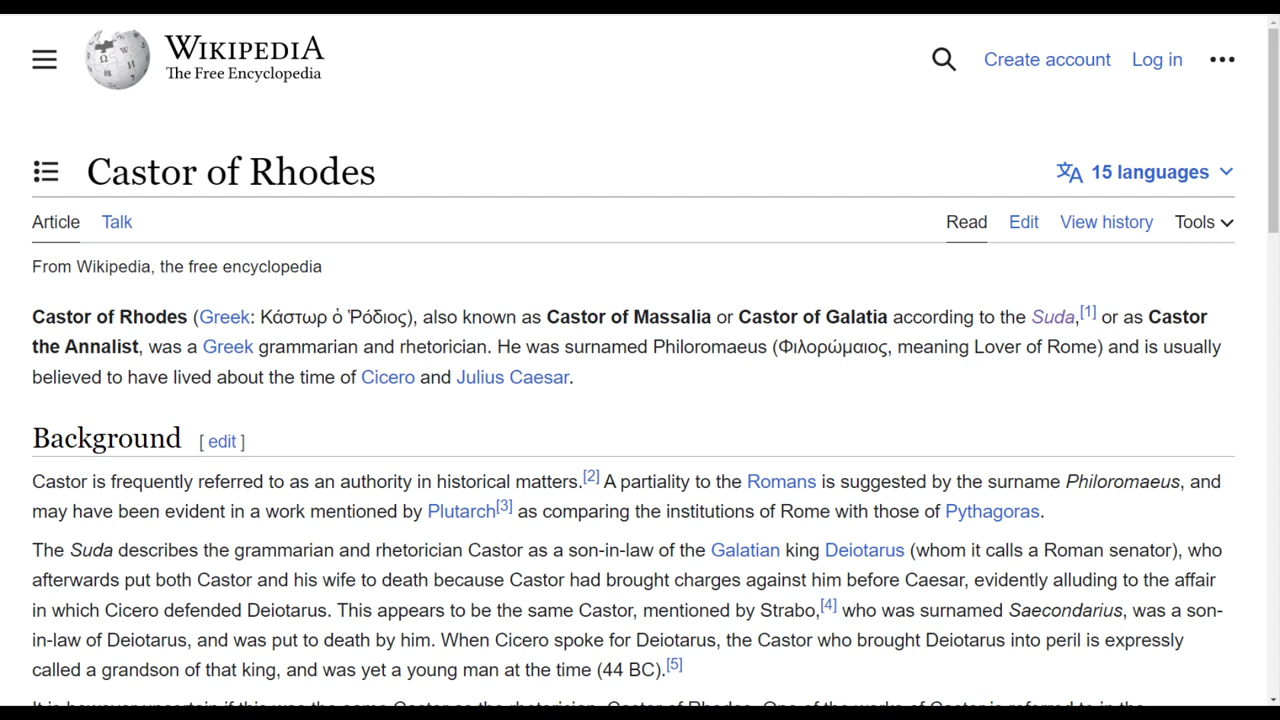 WIKIPEDIA
The Free Encyclopedia
Create account Log in
Castor of Rhodes
15 languages
Article Talk Read Edit View history Tools
From Wikipedia, the free encyclopedia
Castor of Rhodes (Greek: Κάστωρ ὁ Ῥόδιος), also known as Castor of Massalia or Castor of Galatia according to the Suda,[1] or as Castor
the Annalist, was a Greek grammarian and rhetorician. He was surnamed Philoromaeus (Φιλορώμαιος, meaning Lover of Rome) and is usually
believed to have lived about the time of Cicero and Julius Caesar.
Background [ edit ]
Castor is frequently referred to as an authority in historical matters.[2] A partiality to the Romans is suggested by the surname Philoromaeus, and
may have been evident in a work mentioned by Plutarch[3] as comparing the institutions of Rome with those of Pythagoras.
The Suda describes the grammarian and rhetorician Castor as a son-in-law of the Galatian king Deiotarus (whom it calls a Roman senator), who
afterwards put both Castor and his wife to death because Castor had brought charges against him before Caesar, evidently alluding to the affair
in which Cicero defended Deiotarus. This appears to be the same Castor, mentioned by Strabo,[4] who was surnamed Saecondarius, was a son-
in-law of Deiotarus, and was put to death by him. When Cicero spoke for Deiotarus, the Castor who brought Deiotarus into peril is expressly
called a grandson of that king, and was yet a young man at the time (44 BC).[5]